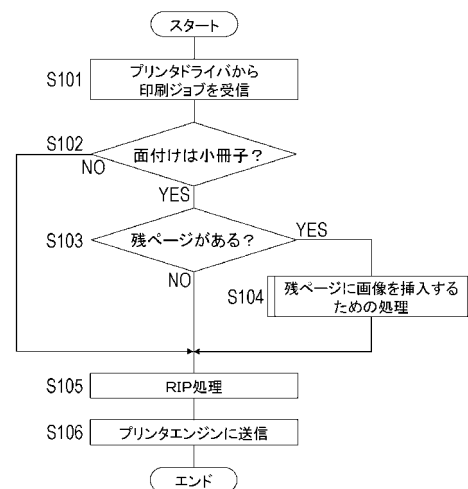 スタート
S101
プリンタドライバから
印刷ジョブを受信
S102
面付けは小冊子？
NO
YES
S103
残ページがある？
YES
NO
S104
残ページに画像を挿入する
ための処理
S105
RIP処理
S106
プリンタエンジンに送信
エンド